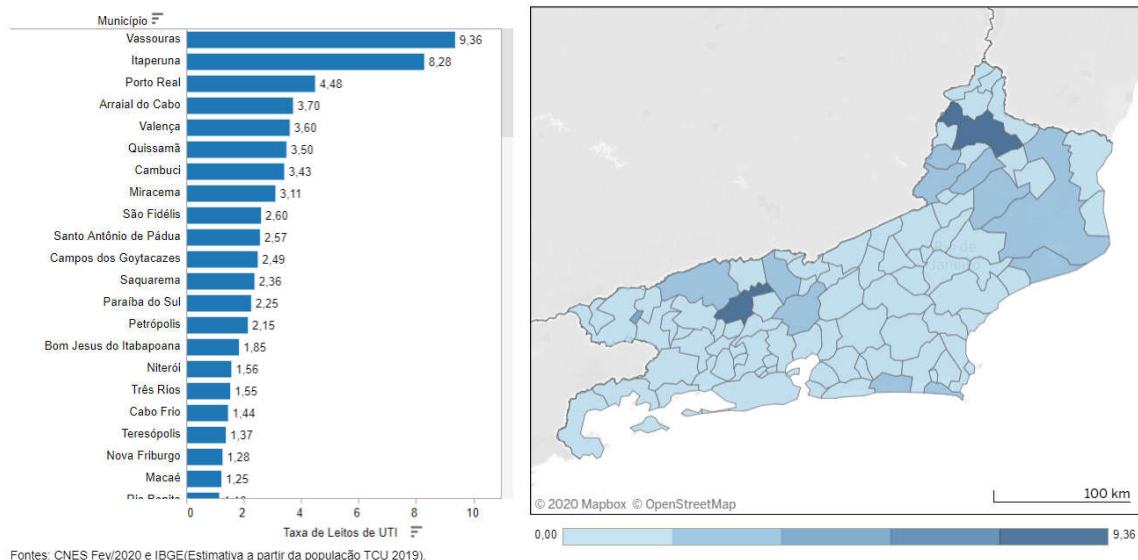 Município
Vassouras 9,36
Itaperuna 8,28
Porto Real 4,48
Arraial do Cabo 3,70
Valença 3,60
Quissamã 3,50
Cambuci 3,43
Miracema 3,11
São Fidélis 2,60
Santo Antônio de Pádua 2,57
Campos dos Goytacazes 2,49
Saquarema 2,36
Paraíba do Sul 2,25
Petrópolis 2,15
Bom Jesus do Itabapoana 1,85
Niterói 1,56
Três Rios 1,55
Cabo Frio 1,44
Teresópolis 1,37
Nova Friburgo 1,28
Macaé 1,25
0 2 4 6 8 10
Taxa de Leitos de UTI
Fontes: CNES Fev/2020 e IBGE(Estimativa a partir da população TCU 2019).
Rio de
Janeiro
© 2020 Mapbox © OpenStreetMap
100 km
0,00 9,36